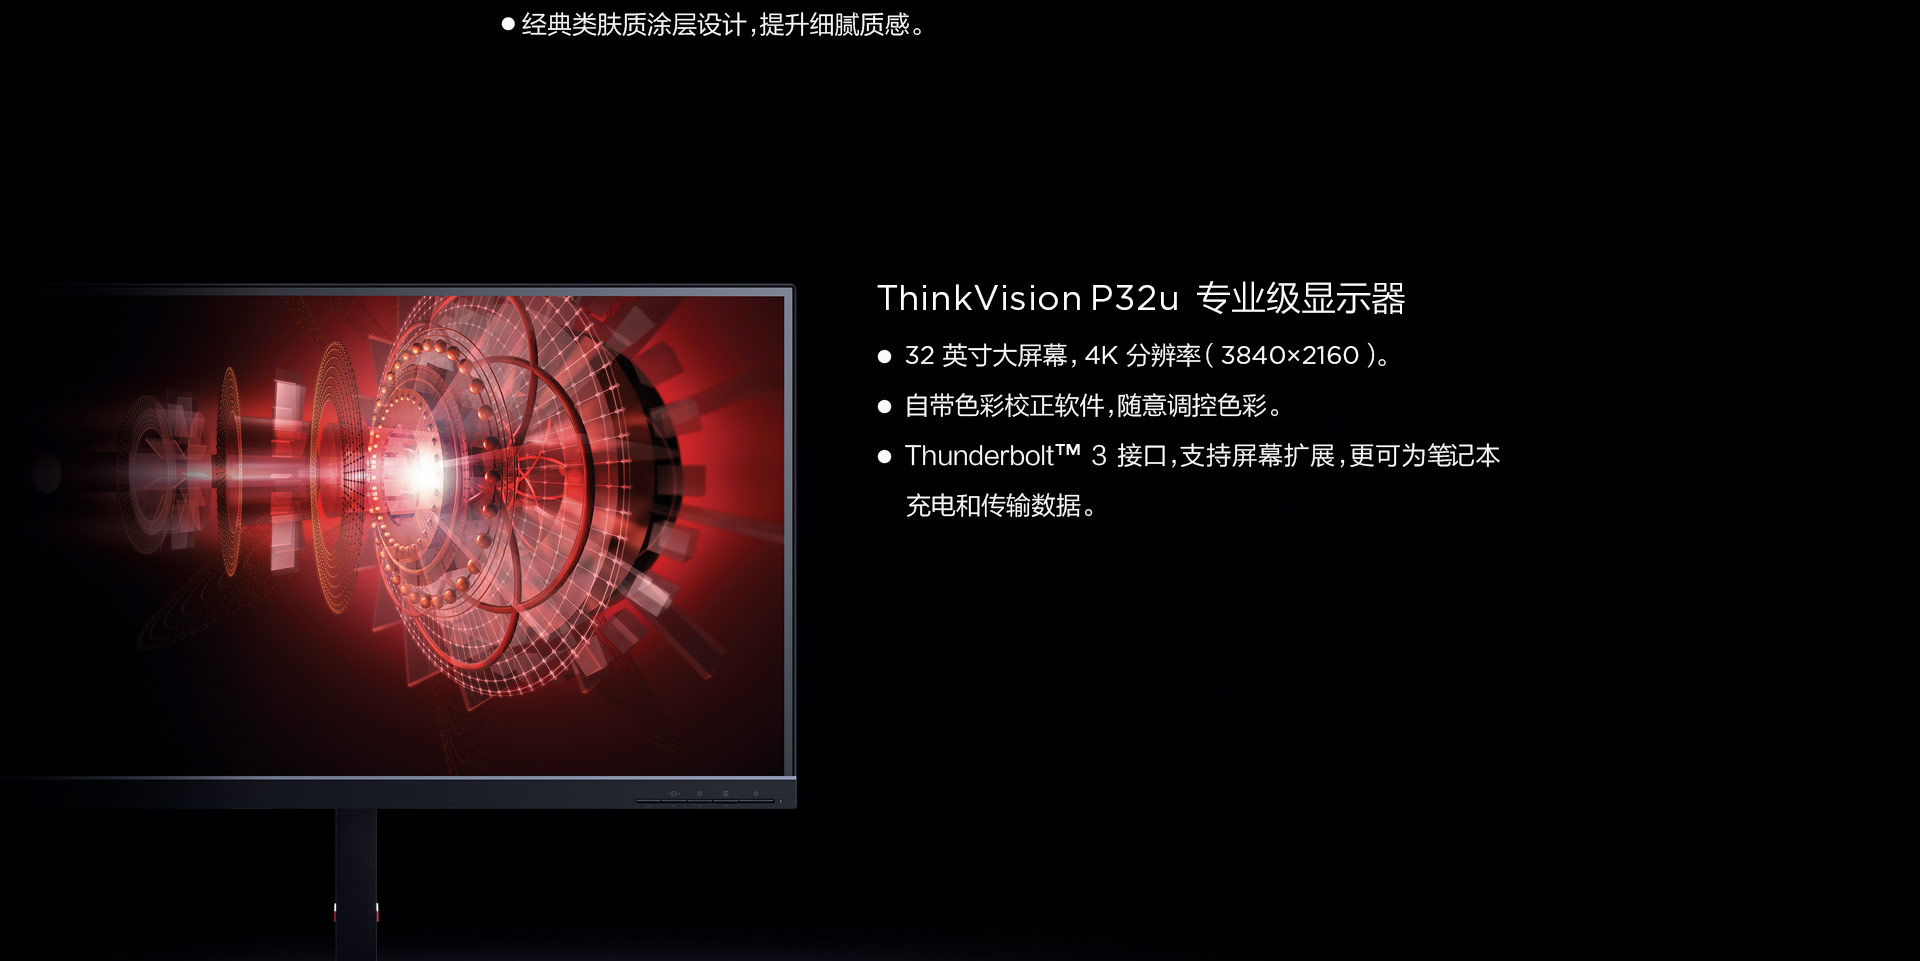 ● 经典类肤质涂层设计,提升细腻质感。
ThinkVision P32u 专业级显示器
● 32 英寸大屏幕, 4K 分辨率( 3840×2160 )。
● 自带色彩校正软件,随意调控色彩。
● Thunderbolt™ 3 接口,支持屏幕扩展,更可为笔记本
充电和传输数据。